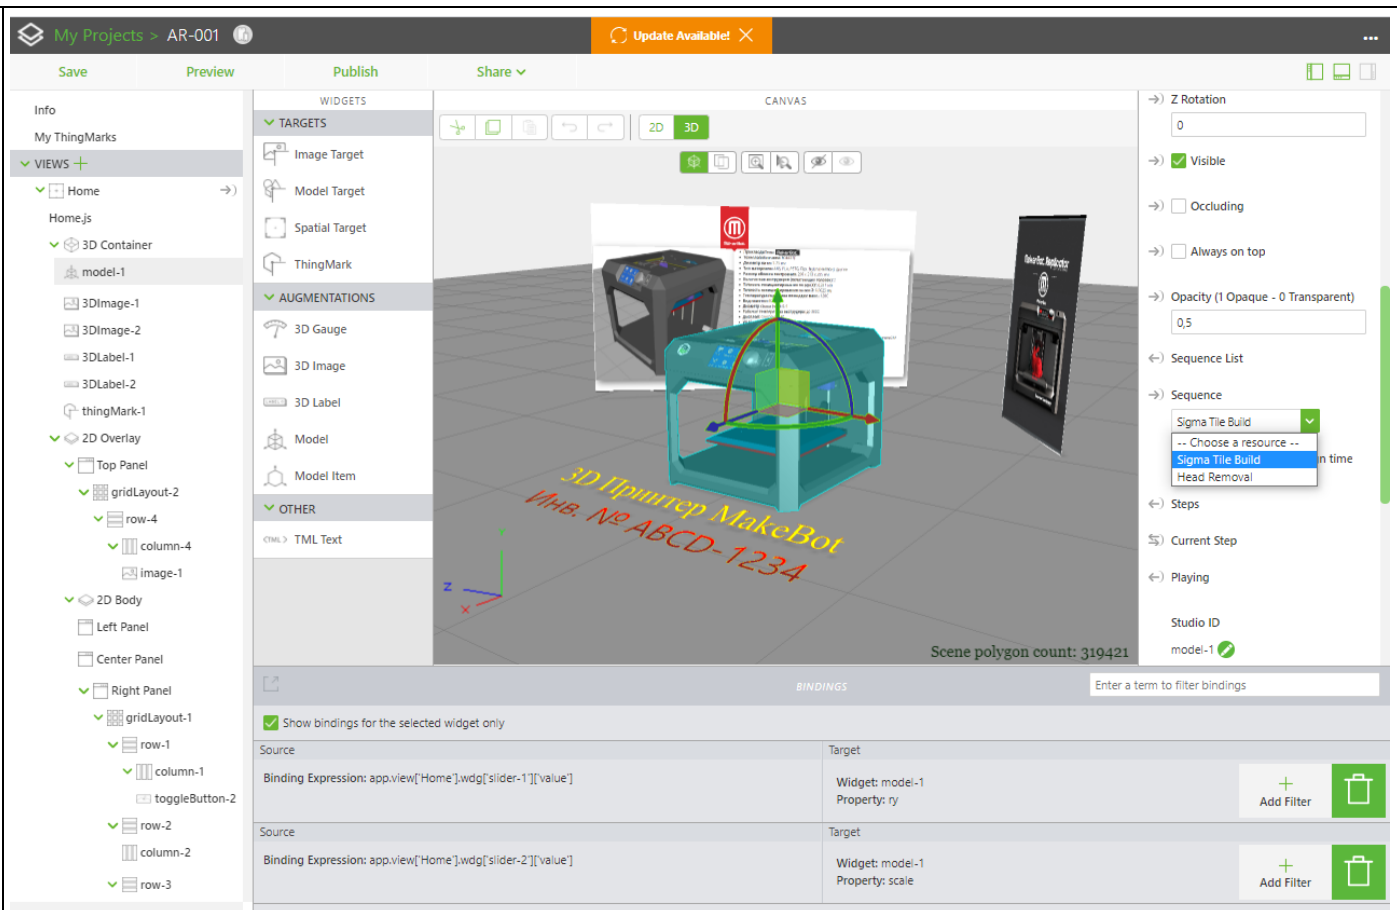 My Projects > AR-001
Update Available!
Save
Preview
Publish
Share
Info
My ThingMarks
VIEWS
Home
Home.js
3D Container
model-1
3DImage-1
3DImage-2
3DLabel-1
3DLabel-2
thingMark-1
2D Overlay
Top Panel
gridLayout-2
row-4
column-4
image-1
2D Body
Left Panel
Center Panel
Right Panel
gridLayout-1
row-1
column-1
toggleButton-2
row-2
column-2
row-3
WIDGETS
TARGETS
Image Target
Model Target
Spatial Target
ThingMark
AUGMENTATIONS
3D Gauge
3D Image
3D Label
Model
Model Item
OTHER
TML Text
CANVAS
2D
3D
MakerBot Replicator
3D Принтер MakeBot
Инв. № ABCD-1234
Z
X
Scene polygon count: 319421
Z Rotation
0
Visible
Occluding
Always on top
Opacity (1 Opaque - 0 Transparent)
0,5
Sequence List
Sequence
Sigma Tile Build
-- Choose a resource --
Sigma Tile Build
n time
Head Removal
Steps
Current Step
Playing
Studio ID
model-1
BINDINGS
Enter a term to filter bindings
Show bindings for the selected widget only
Source
Target
Binding Expression: app.view['Home'].wdg['slider-1']['value']
Widget: model-1
Property: ry
Add Filter
Source
Target
Binding Expression: app.view['Home'].wdg['slider-2']['value']
Widget: model-1
Property: scale
Add Filter